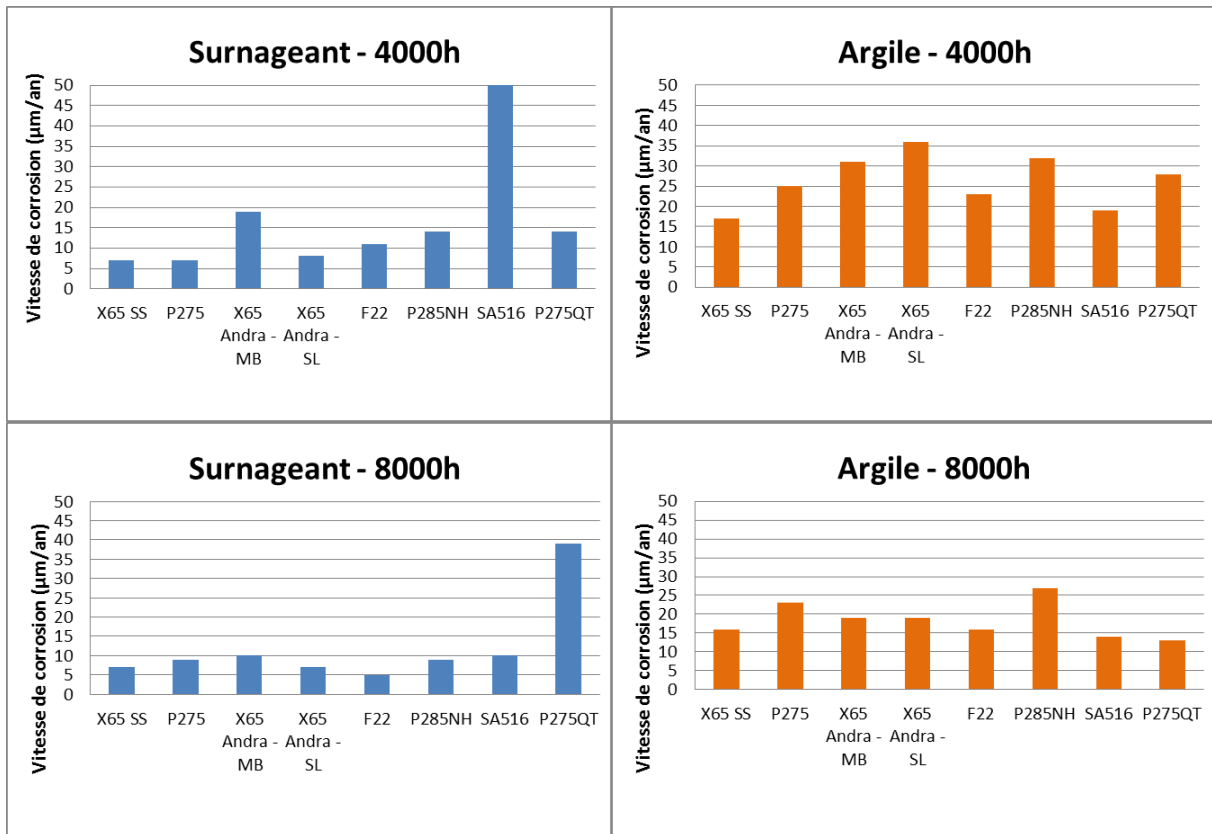 Surnageant - 4000h
Vitesse de corrosion (µm/an)
50
45
40
35
30
25
20
15
10
5
0
X65 SS P275 X65 X65 F22 P285NH SA516 P275QT
Andra - Andra -
MB SL
Argile - 4000h
Vitesse de corrosion (µm/an)
50
45
40
35
30
25
20
15
10
5
0
X65 SS P275 X65 X65 F22 P285NH SA516 P275QT
Andra - Andra -
MB SL
Surnageant - 8000h
Vitesse de corrosion (µm/an)
50
45
40
35
30
25
20
15
10
5
0
X65 SS P275 X65 X65 F22 P285NH SA516 P275QT
Andra - Andra -
MB SL
Argile - 8000h
Vitesse de corrosion (µm/an)
50
45
40
35
30
25
20
15
10
5
0
X65 SS P275 X65 X65 F22 P285NH SA516 P275QT
Andra - Andra -
MB SL